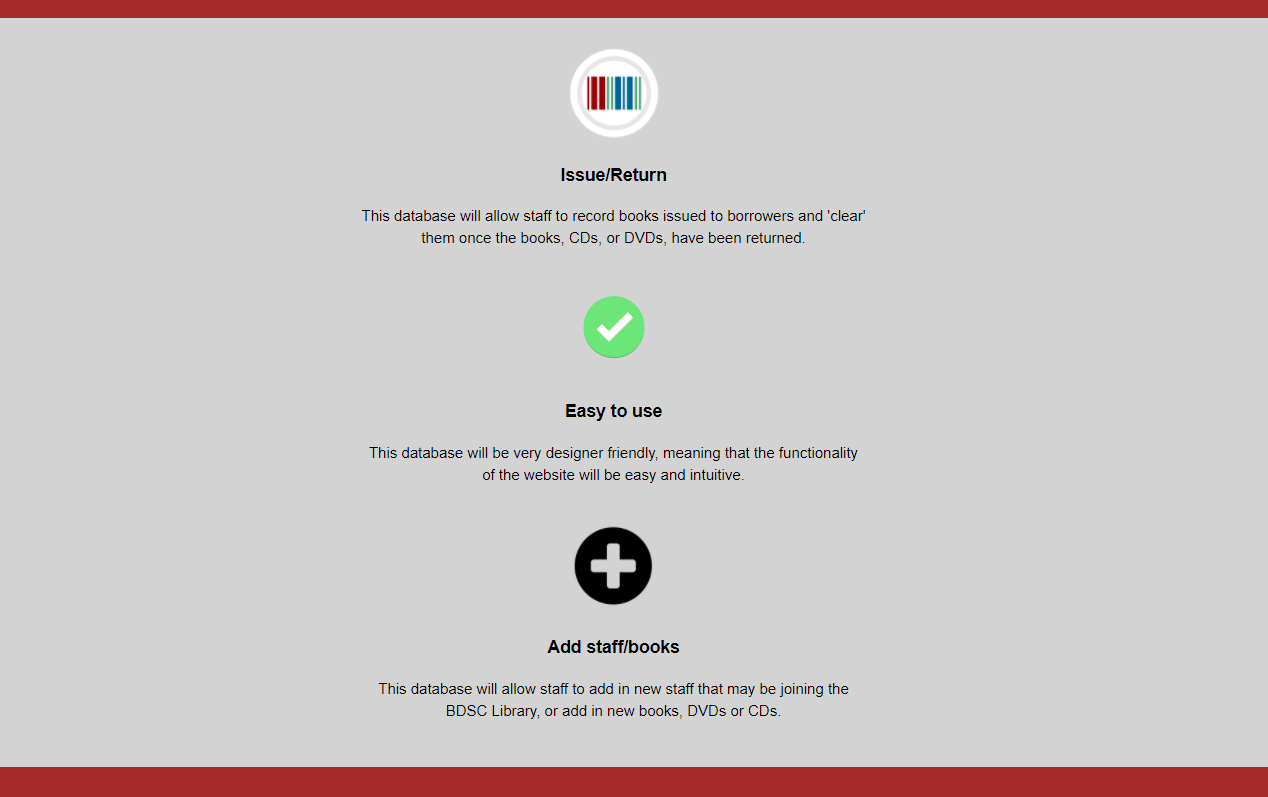 Issue/Return
This database will allow staff to record books issued to borrowers and 'clear'
them once the books, CDs, or DVDs, have been returned.
Easy to use
This database will be very designer friendly, meaning that the functionality
of the website will be easy and intuitive.
Add staff/books
This database will allow staff to add in new staff that may be joining the
BDSC Library, or add in new books, DVDs or CDs.